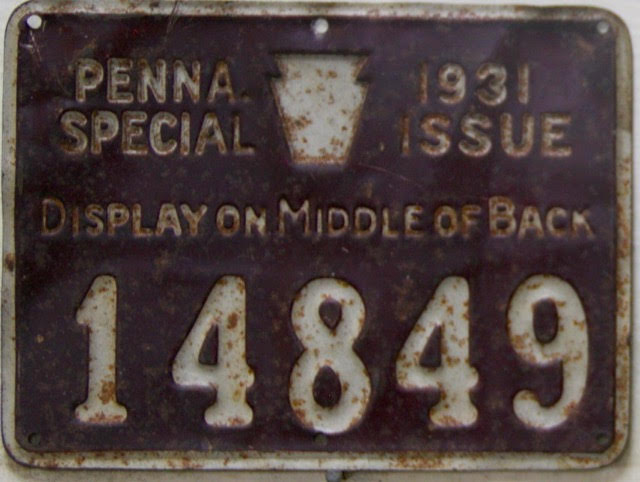 PENNA. 1931
SPECIAL ISSUE
DISPLAY ON MIDDLE OF BACK
14849